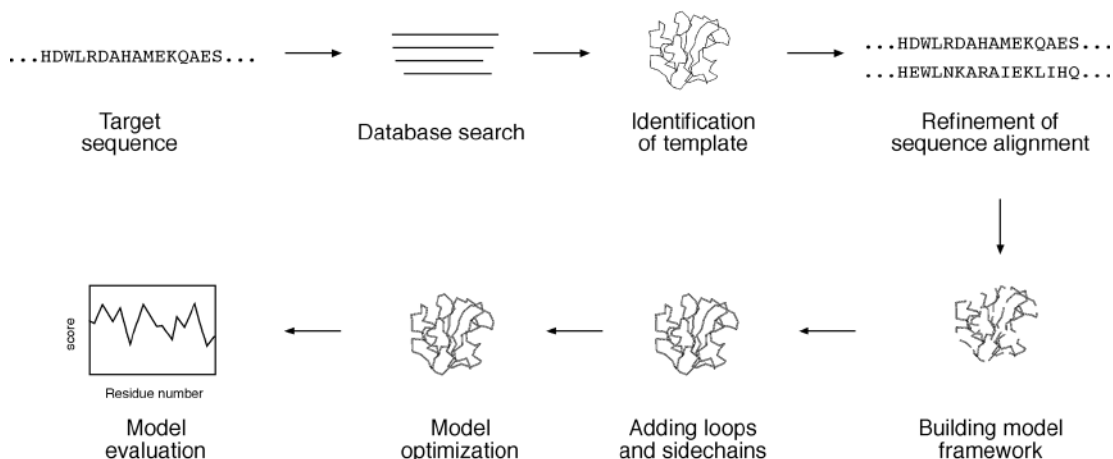 ...HDWLRDAHAMEKQAES...
Target
sequence
Database search
Identification
of template
...HDWLRDAHAMEKQAES...
...HEWLNKARAIEKLIHQ...
Refinement of
sequence alignment
score
Residue number
Model
evaluation
Model
optimization
Adding loops
and sidechains
Building model
framework